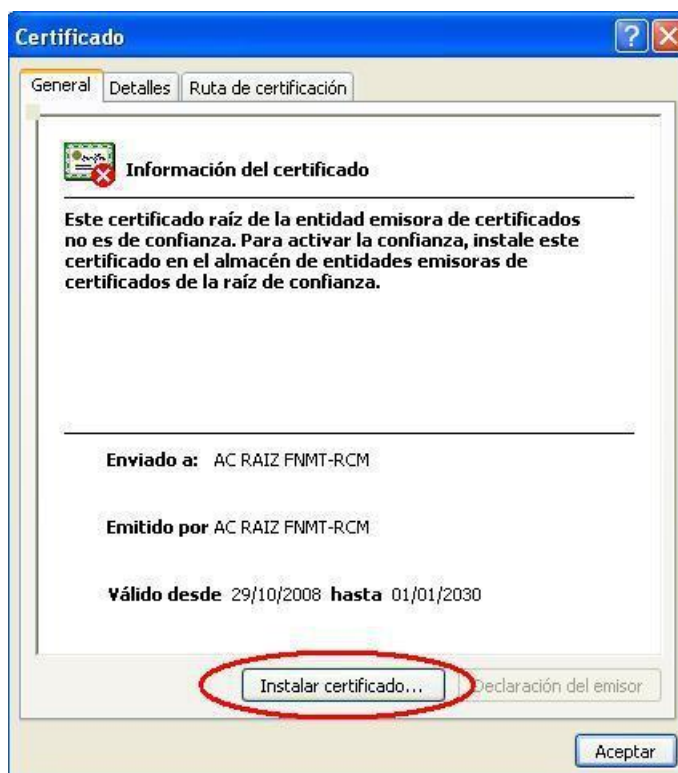 Certificado
General Detalles Ruta de certificación
Información del certificado
Este certificado raíz de la entidad emisora de certificados
no es de confianza. Para activar la confianza, instale este
certificado en el almacén de entidades emisoras de
certificados de la raíz de confianza.
Enviado a: AC RAIZ FNMT-RCM
Emitido por AC RAIZ FNMT-RCM
Válido desde 29/10/2008 hasta 01/01/2030
Instalar certificado... Declaración del emisor
Aceptar